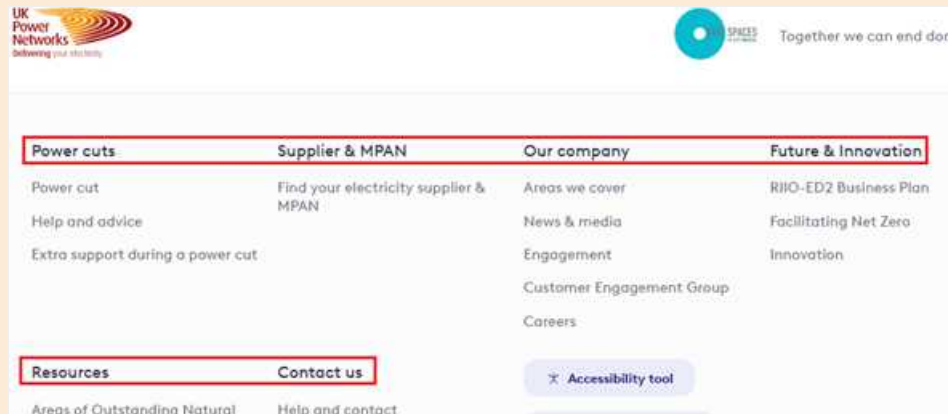 UK
Power
Networks
Delivering your electricity
SPACES
Together we can end
Power cuts
Power cut
Help and advice
Extra support during a power cut
Supplier & MPAN
Find your electricity supplier &
MPAN
Our company
Areas we cover
News & media
Engagement
Customer Engagement Group
Careers
Future & Innovation
RIIO-ED2 Business Plan
Facilitating Net Zero
Innovation
Resources
Areas of Outstanding Natural
Contact us
Help and contact
Accessibility tool